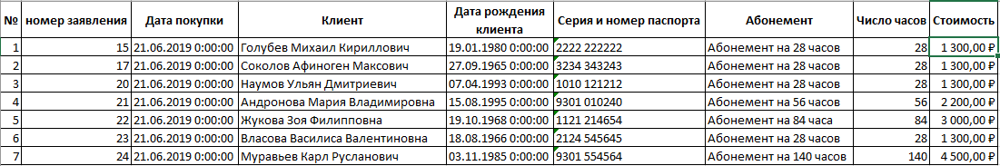 № номер заявления Дата покупки Клиент Дата рождения клиента Серия и номер паспорта Абонемент Число часов Стоимость
1 15 21.06.2019 0:00:00 Голубев Михаил Кириллович 19.01.1980 0:00:00 2222 222222 Абонемент на 28 часов 28 1 300,00 ₽
2 17 21.06.2019 0:00:00 Соколов Афиноген Максович 27.09.1965 0:00:00 3234 343243 Абонемент на 28 часов 28 1 300,00 ₽
3 20 21.06.2019 0:00:00 Наумов Ульян Дмитриевич 07.04.1993 0:00:00 1010 121212 Абонемент на 28 часов 28 1 300,00 ₽
4 21 21.06.2019 0:00:00 Андронова Мария Владимировна 15.08.1995 0:00:00 9301 010240 Абонемент на 56 часов 56 2 200,00 ₽
5 22 21.06.2019 0:00:00 Жукова Зоя Филипповна 19.10.1968 0:00:00 1121 214654 Абонемент на 84 часа 84 3 000,00 ₽
6 23 21.06.2019 0:00:00 Власова Василиса Валентиновна 18.08.1966 0:00:00 2124 545645 Абонемент на 28 часов 28 1 300,00 ₽
7 24 21.06.2019 0:00:00 Муравьев Карл Русланович 03.11.1985 0:00:00 9301 554564 Абонемент на 140 часов 140 4 500,00 ₽